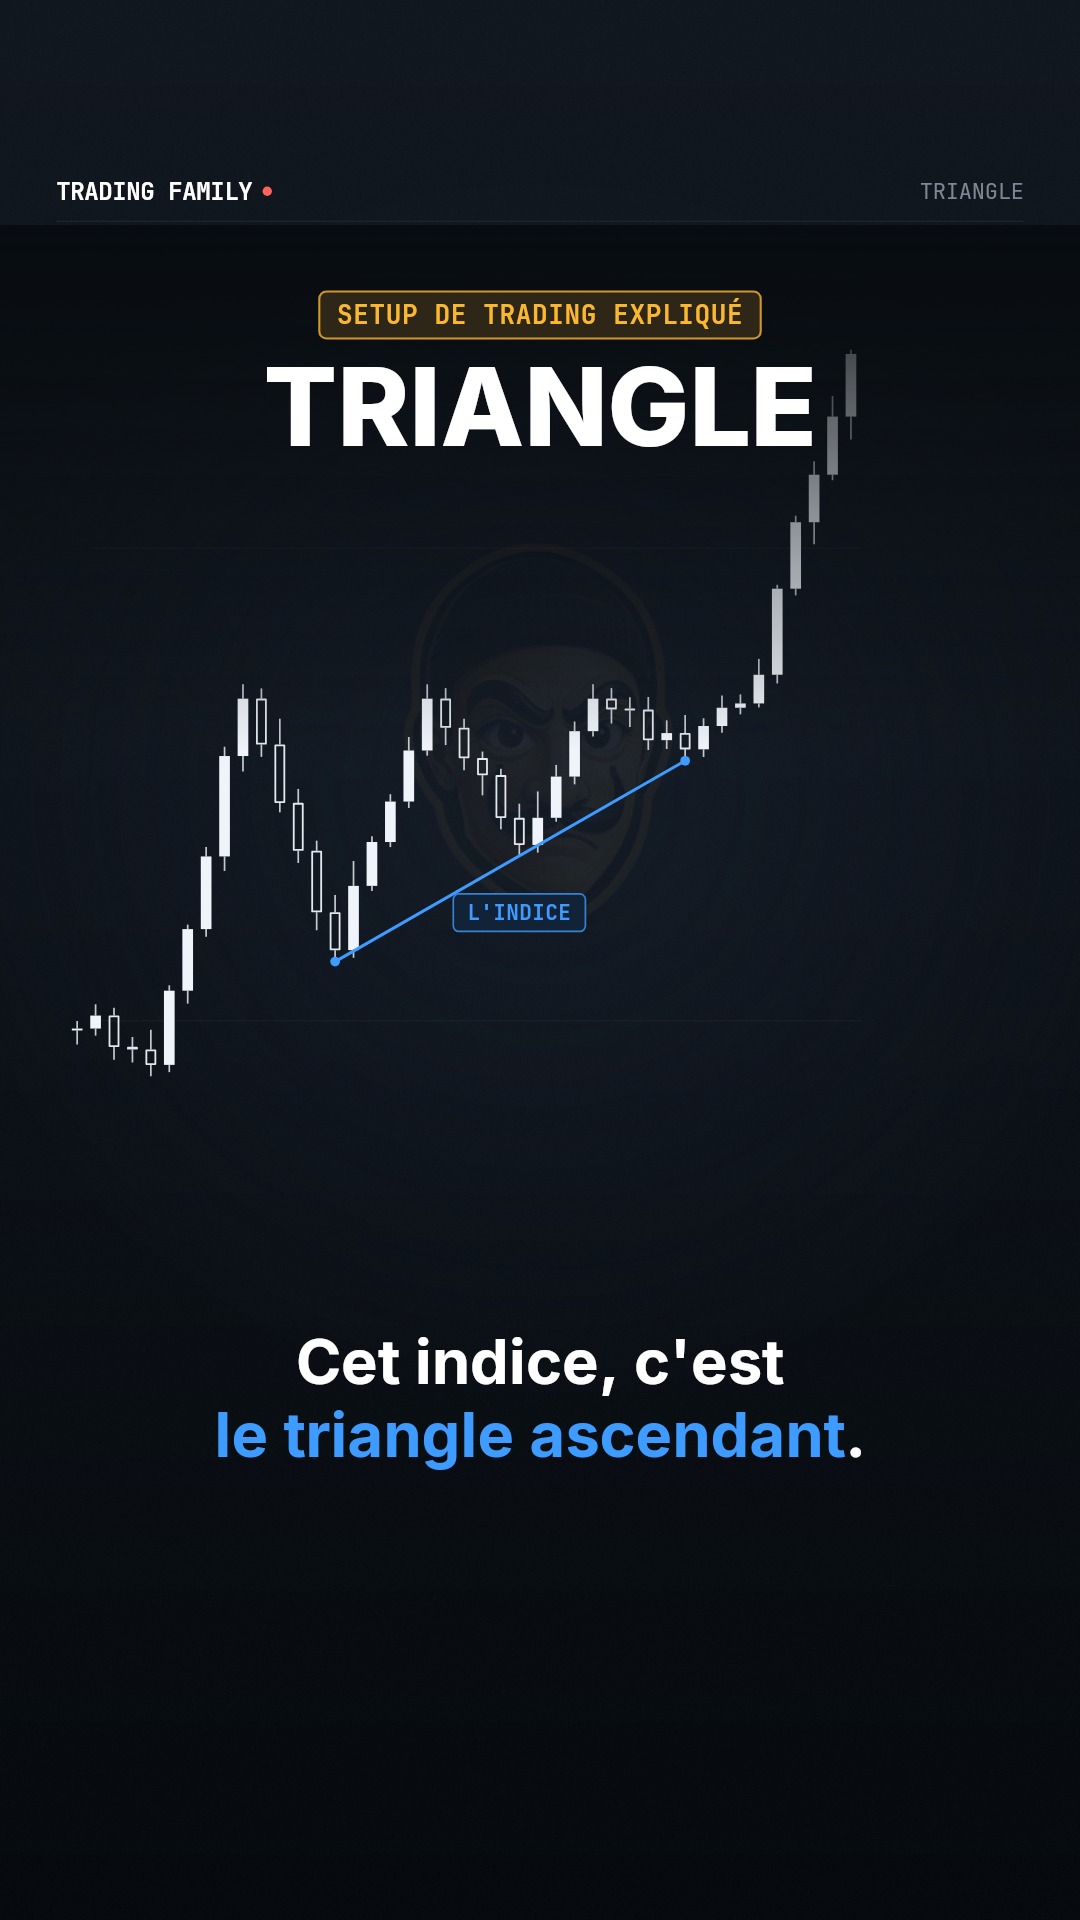 TRADING FAMILY
TRIANGLE
SETUP DE TRADING EXPLIQUÉ
TRIANGLE
L'INDICE
Cet indice, c'est
le triangle ascendant.